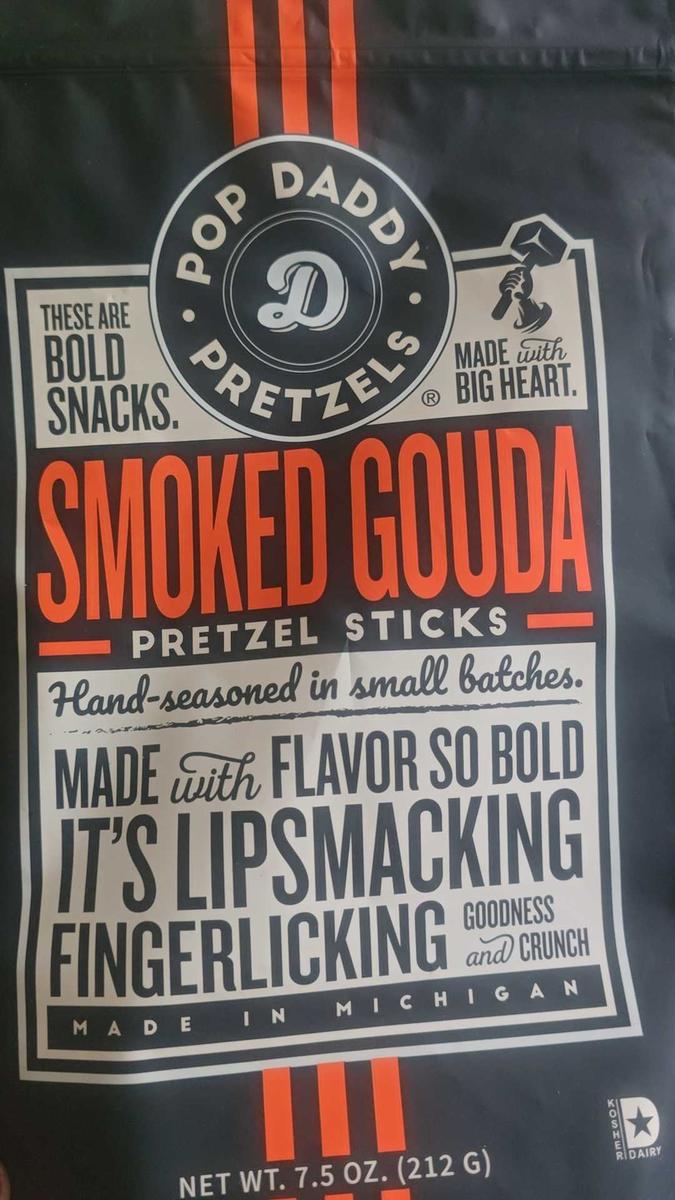 POP DADDY
D
PRETZELS
®
THESE ARE
BOLD
SNACKS.
MADE with
BIG HEART.
SMOKED GOUDA
PRETZEL STICKS
Hand-seasoned in small batches.
MADE with FLAVOR SO BOLD
IT'S LIPSMACKING
FINGERLICKING GOODNESS
and CRUNCH
MADE IN MICHIGAN
KOSHER
D
DAIRY
NET WT. 7.5 OZ. (212 G)